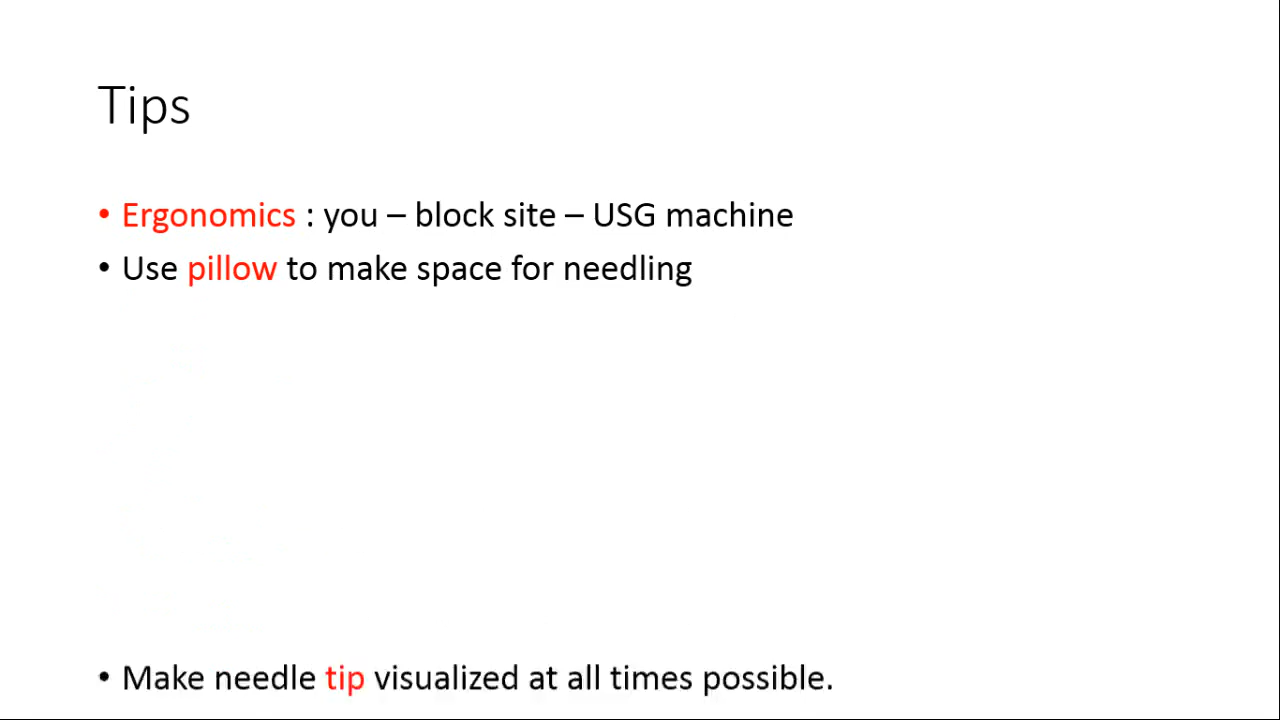 Tips
• Ergonomics : you – block site – USG machine
• Use pillow to make space for needling
• Make needle tip visualized at all times possible.